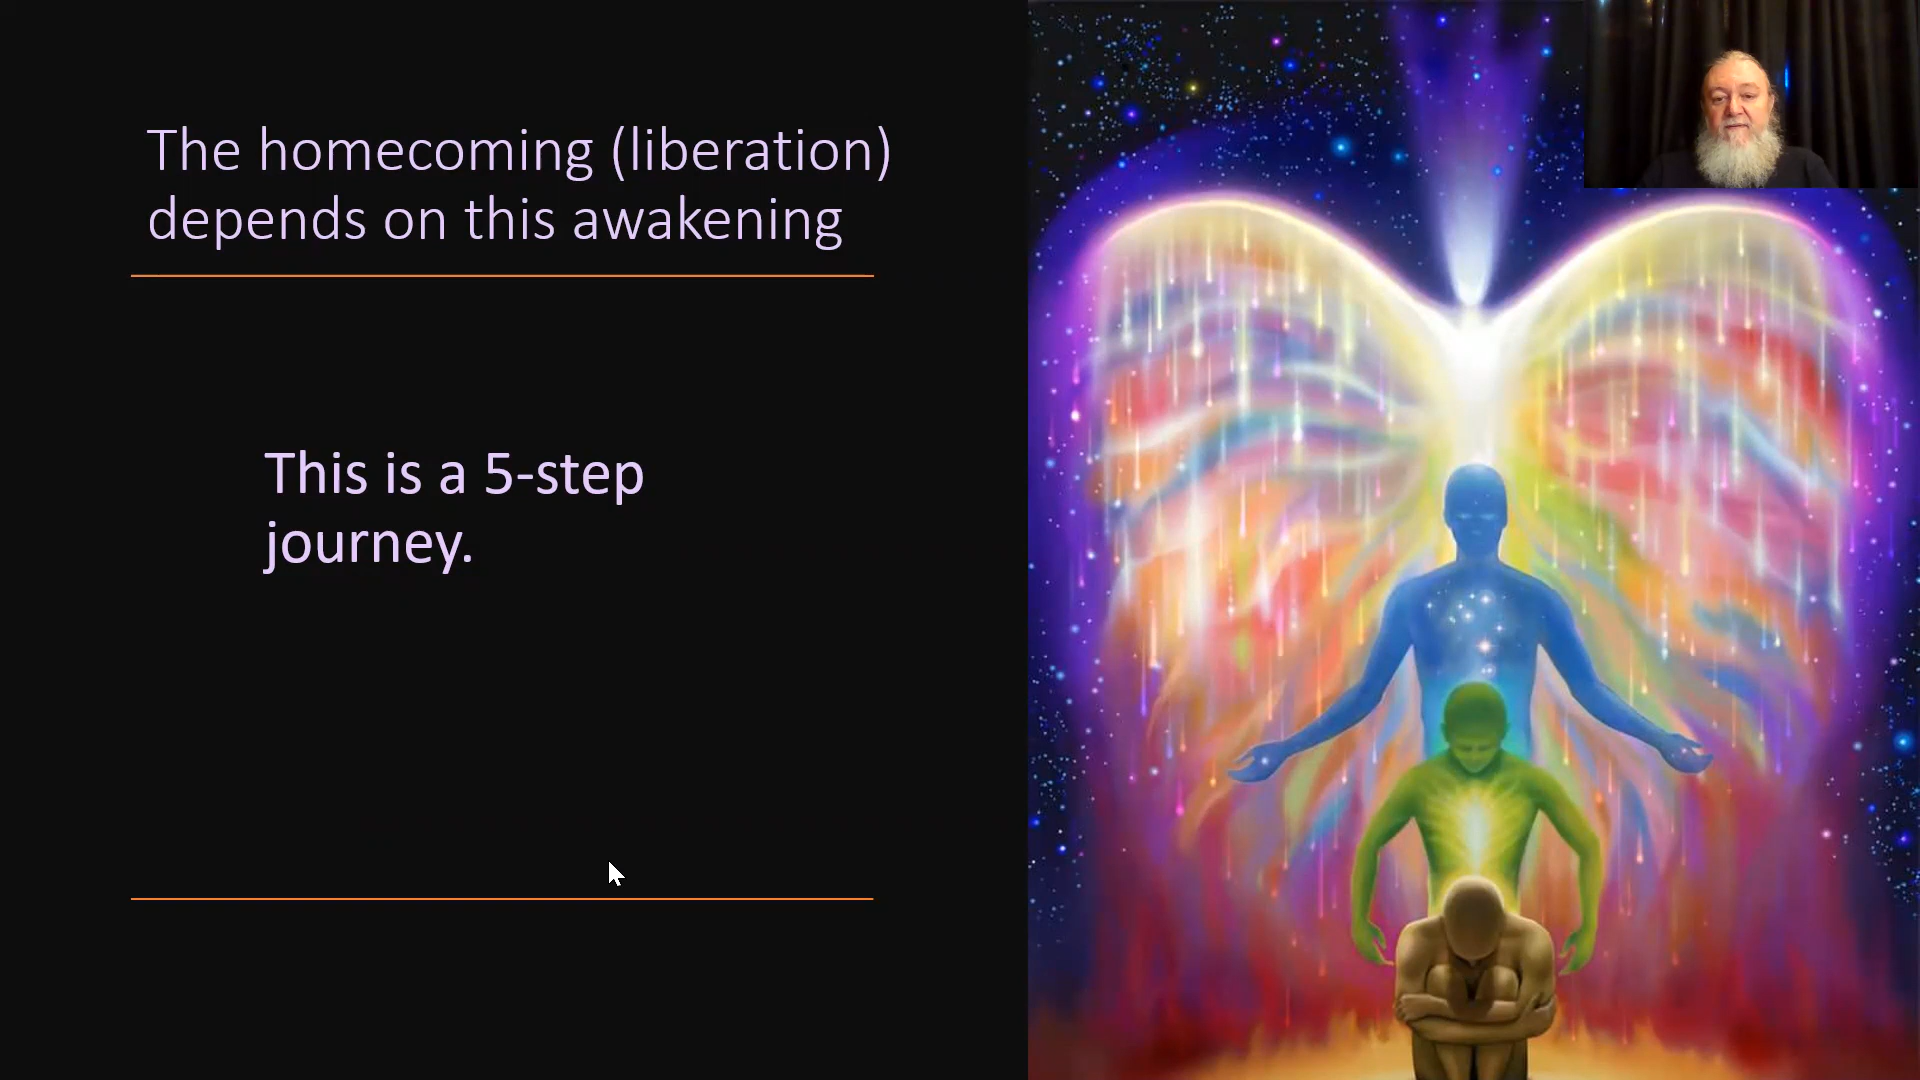 The homecoming (liberation)
depends on this awakening
This is a 5-step
journey.